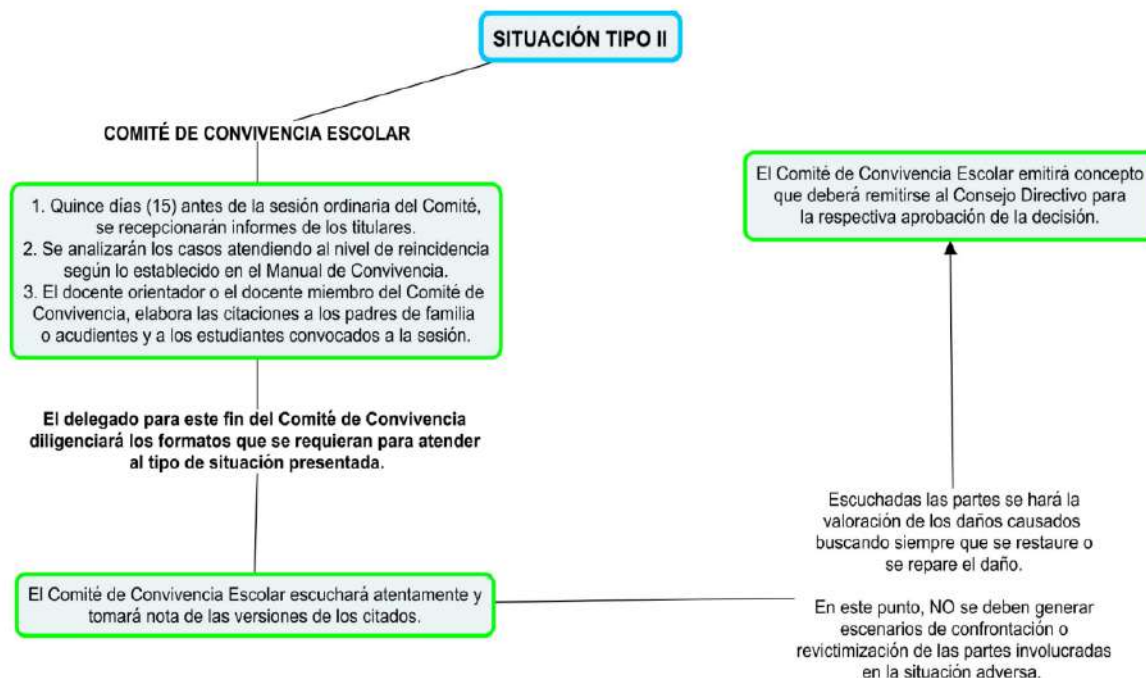 SITUACIÓN TIPO II
COMITÉ DE CONVIVENCIA ESCOLAR
1. Quince días (15) antes de la sesión ordinaria del Comité,
se recepcionarán informes de los titulares.
2. Se analizarán los casos atendiendo al nivel de reincidencia
según lo establecido en el Manual de Convivencia.
3. El docente orientador o el docente miembro del Comité de
Convivencia, elabora las citaciones a los padres de familia
o acudientes y a los estudiantes convocados a la sesión.
El delegado para este fin del Comité de Convivencia
diligenciará los formatos que se requieran para atender
al tipo de situación presentada.
El Comité de Convivencia Escolar escuchará atentamente y
tomará nota de las versiones de los citados.
Escuchadas las partes se hará la
valoración de los daños causados
buscando siempre que se restaure o
se repare el daño.
En este punto, NO se deben generar
escenarios de confrontación o
revictimización de las partes involucradas
en la situación adversa.
El Comité de Convivencia Escolar emitirá concepto
que deberá remitirse al Consejo Directivo para
la respectiva aprobación de la decisión.